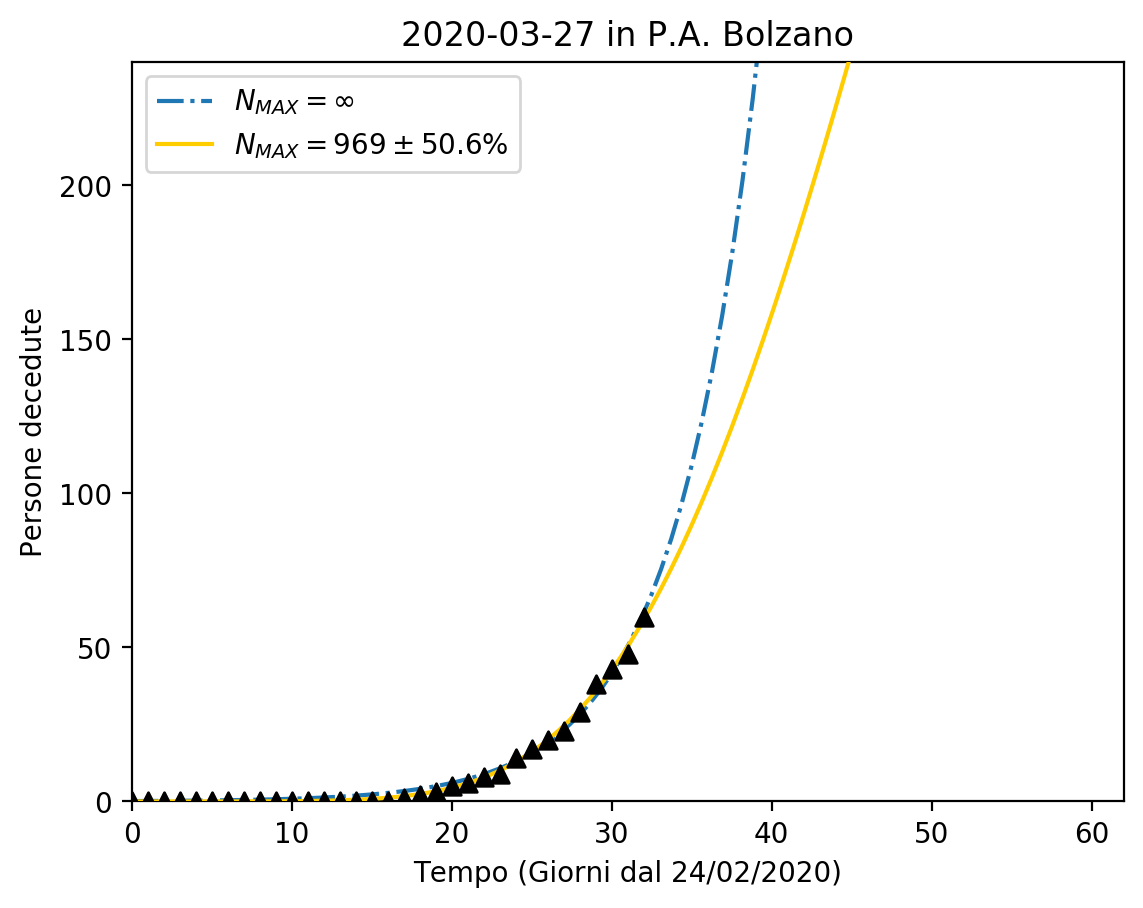 2020-03-27 in P.A. Bolzano
N_MAX = ∞
N_MAX = 969 ± 50.6%
Persone decedute
200
150
100
50
0
0 10 20 30 40 50 60
Tempo (Giorni dal 24/02/2020)